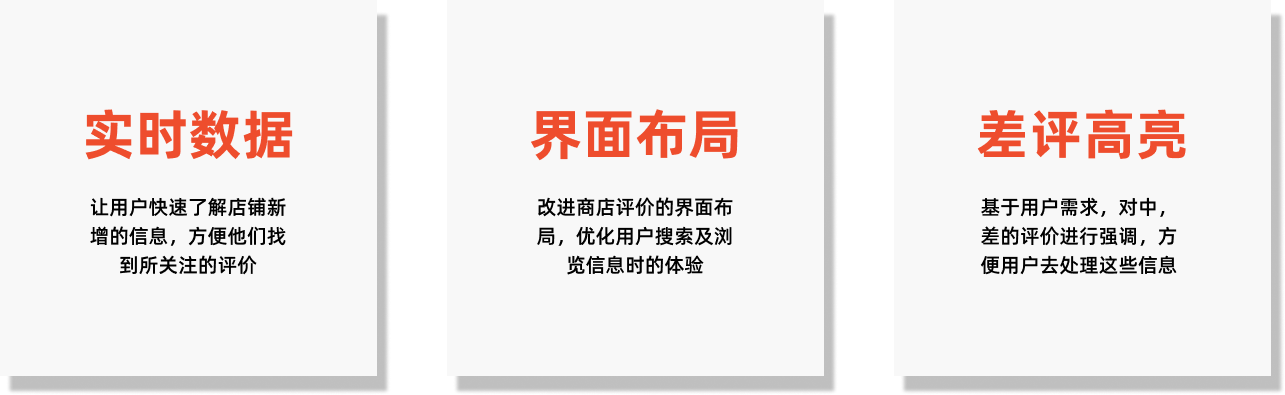 实时数据
让用户快速了解店铺新
增的信息，方便他们找
到所关注的评价
界面布局
改进商店评价的界面布
局，优化用户搜索及浏
览信息时的体验
差评高亮
基于用户需求，对中，
差的评价进行强调，方
便用户去处理这些信息